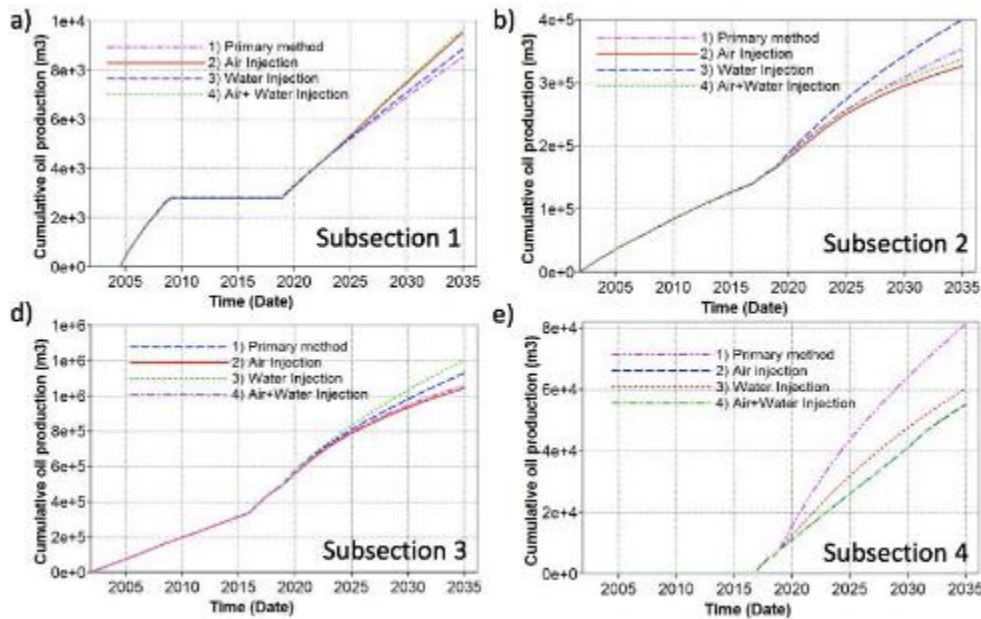 a)
Cumulative oil production (m3)
1e+4
8e+3
6e+3
4e+3
2e+3
0e+0
1) Primary method
2) Air Injection
3) Water Injection
4) Air+ Water Injection
Subsection 1
2005 2010 2015 2020 2025 2030 2035
Time (Date)
b)
Cumulative oil production (m3)
4e+5
3e+5
2e+5
1e+5
0e+0
1) Primary method
2) Air Injection
3) Water Injection
4) Air+Water Injection
Subsection 2
2005 2010 2015 2020 2025 2030 2035
Time (Date)
d)
Cumulative oil production (m3)
1e+6
1e+6
1e+6
8e+5
6e+5
4e+5
2e+5
0e+0
1) Primary method
2) Air Injection
3) Water Injection
4) Air+Water Injection
Subsection 3
2005 2010 2015 2020 2025 2030 2035
Time (Date)
e)
Cumulative oil production (m3)
8e+4
6e+4
4e+4
2e+4
0e+0
1) Primary method
2) Air injection
3) Water Injection
4) Air+Water Injection
Subsection 4
2005 2010 2015 2020 2025 2030 2035
Time (Date)